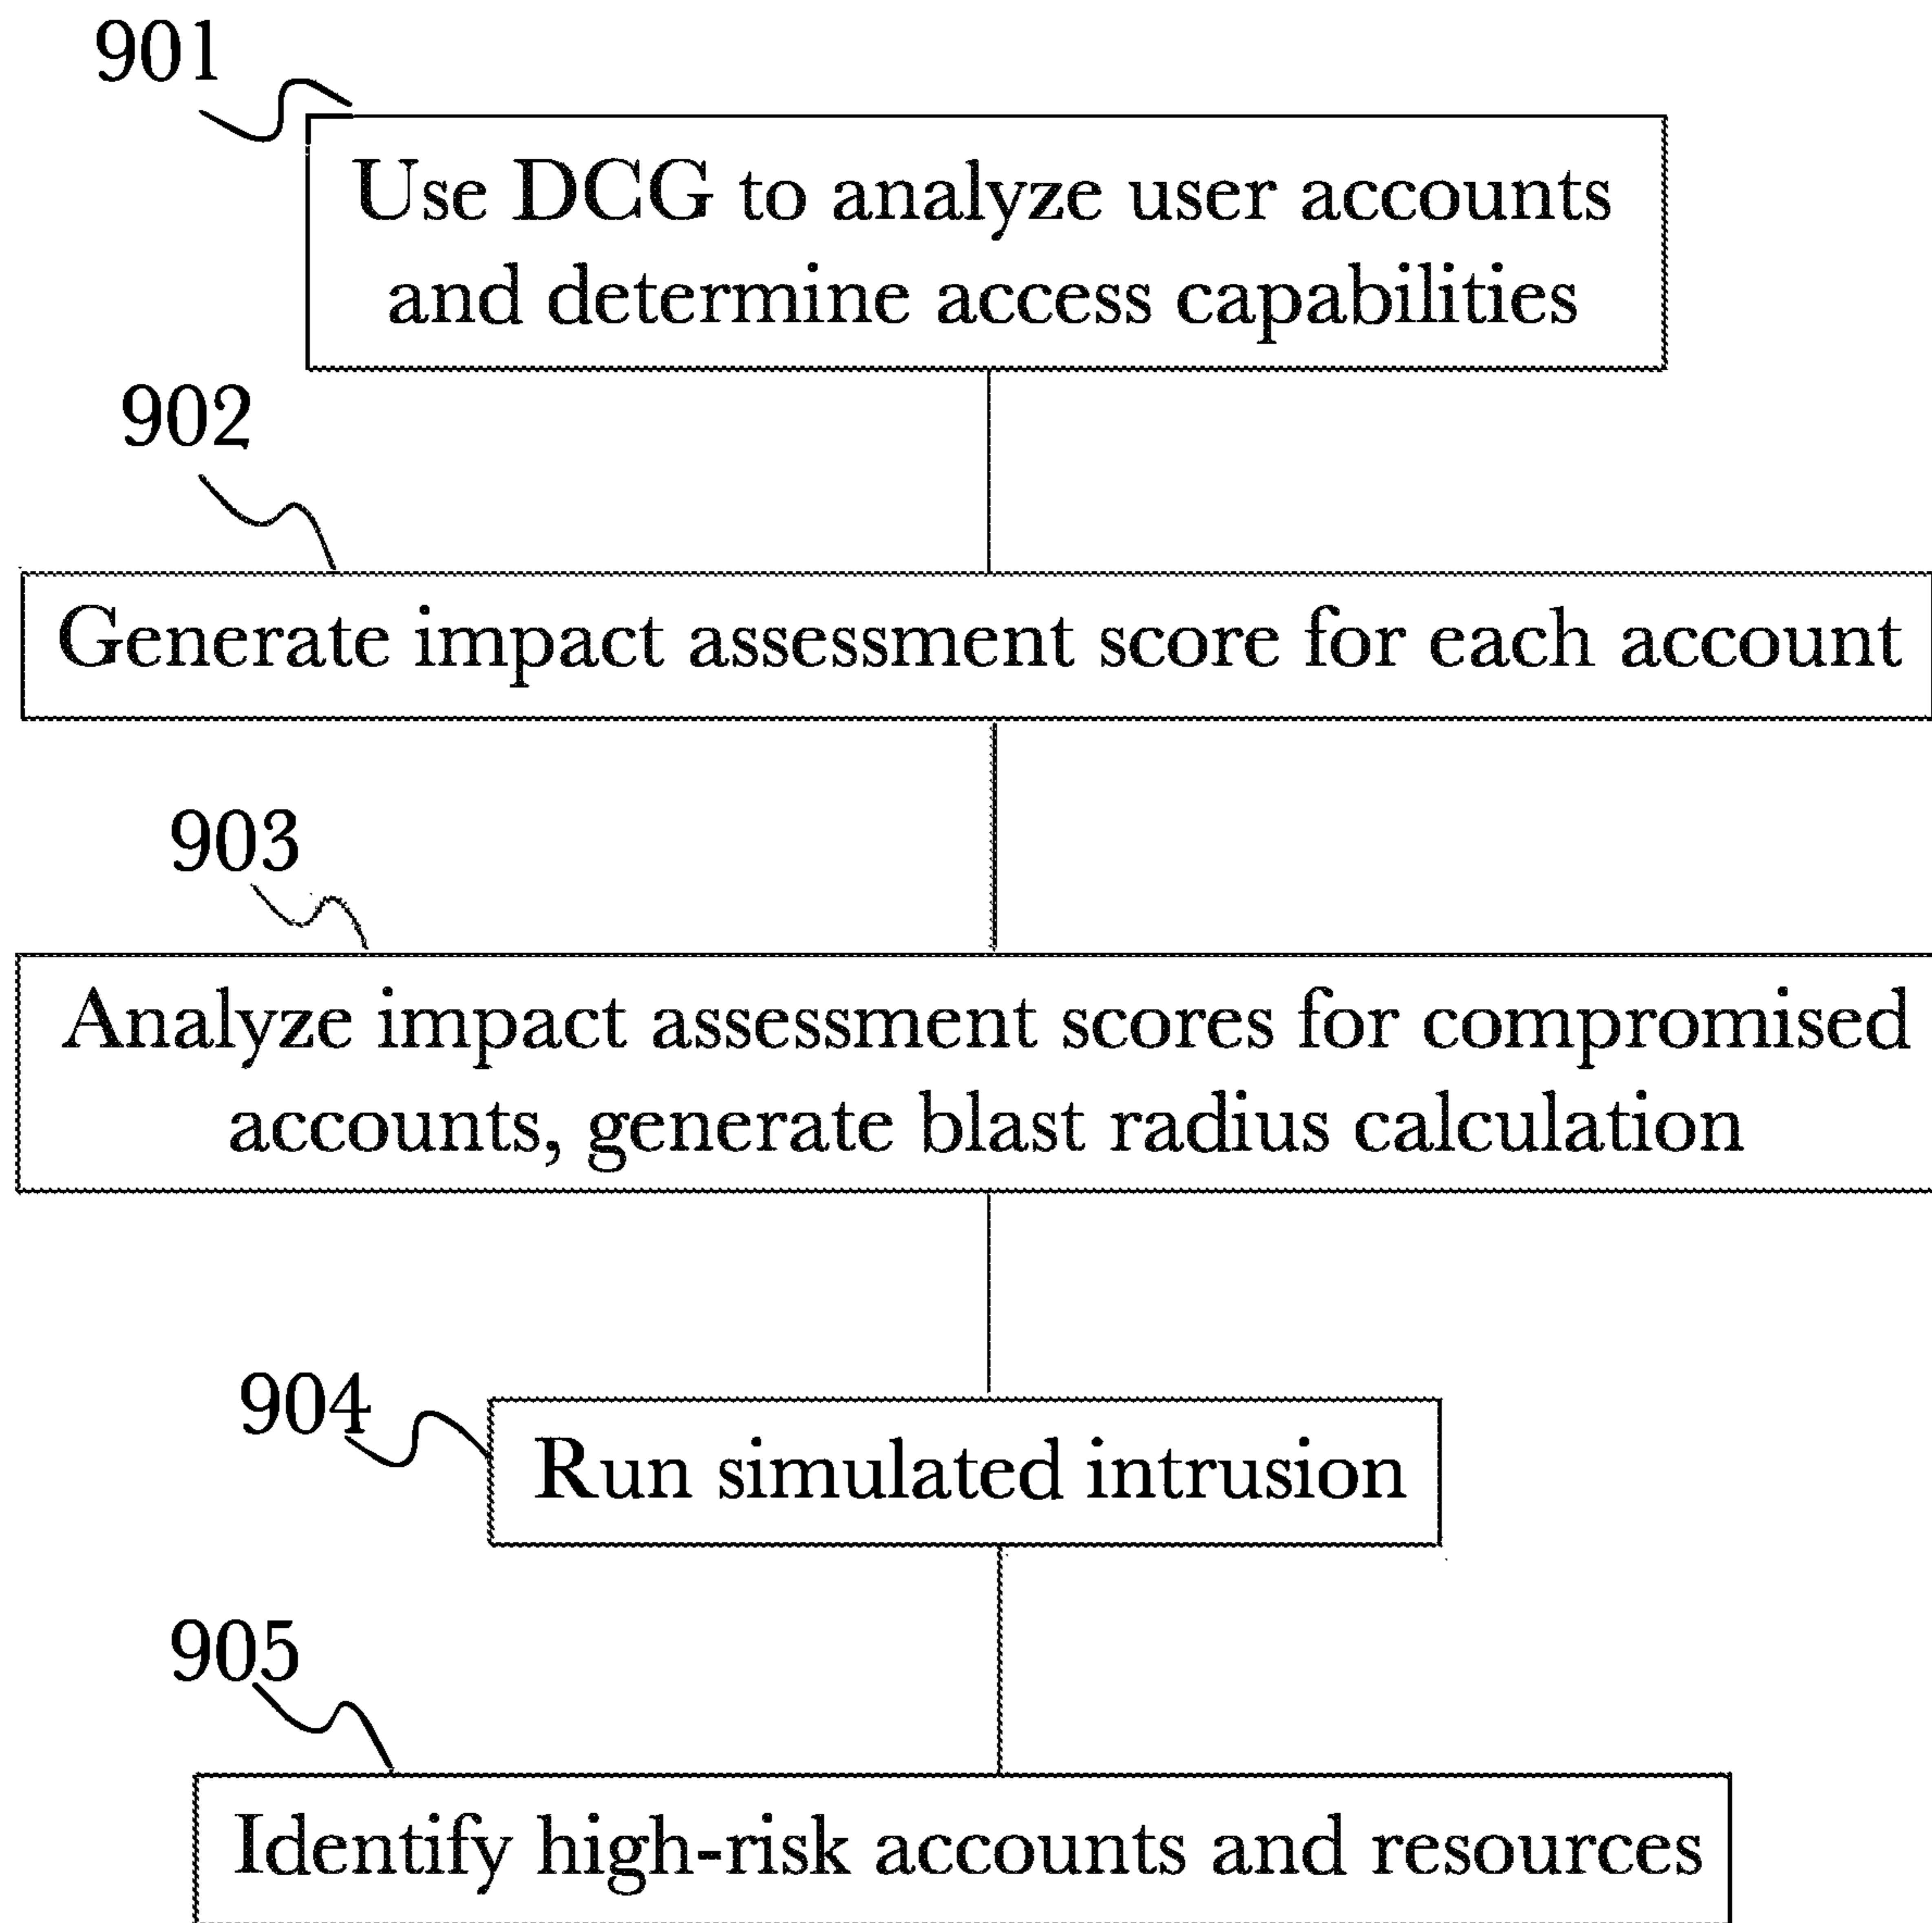 901
Use DCG to analyze user accounts
and determine access capabilities
902
Generate impact assessment score for each account
903
Analyze impact assessment scores for compromised
accounts, generate blast radius calculation
904
Run simulated intrusion
905
Identify high-risk accounts and resources